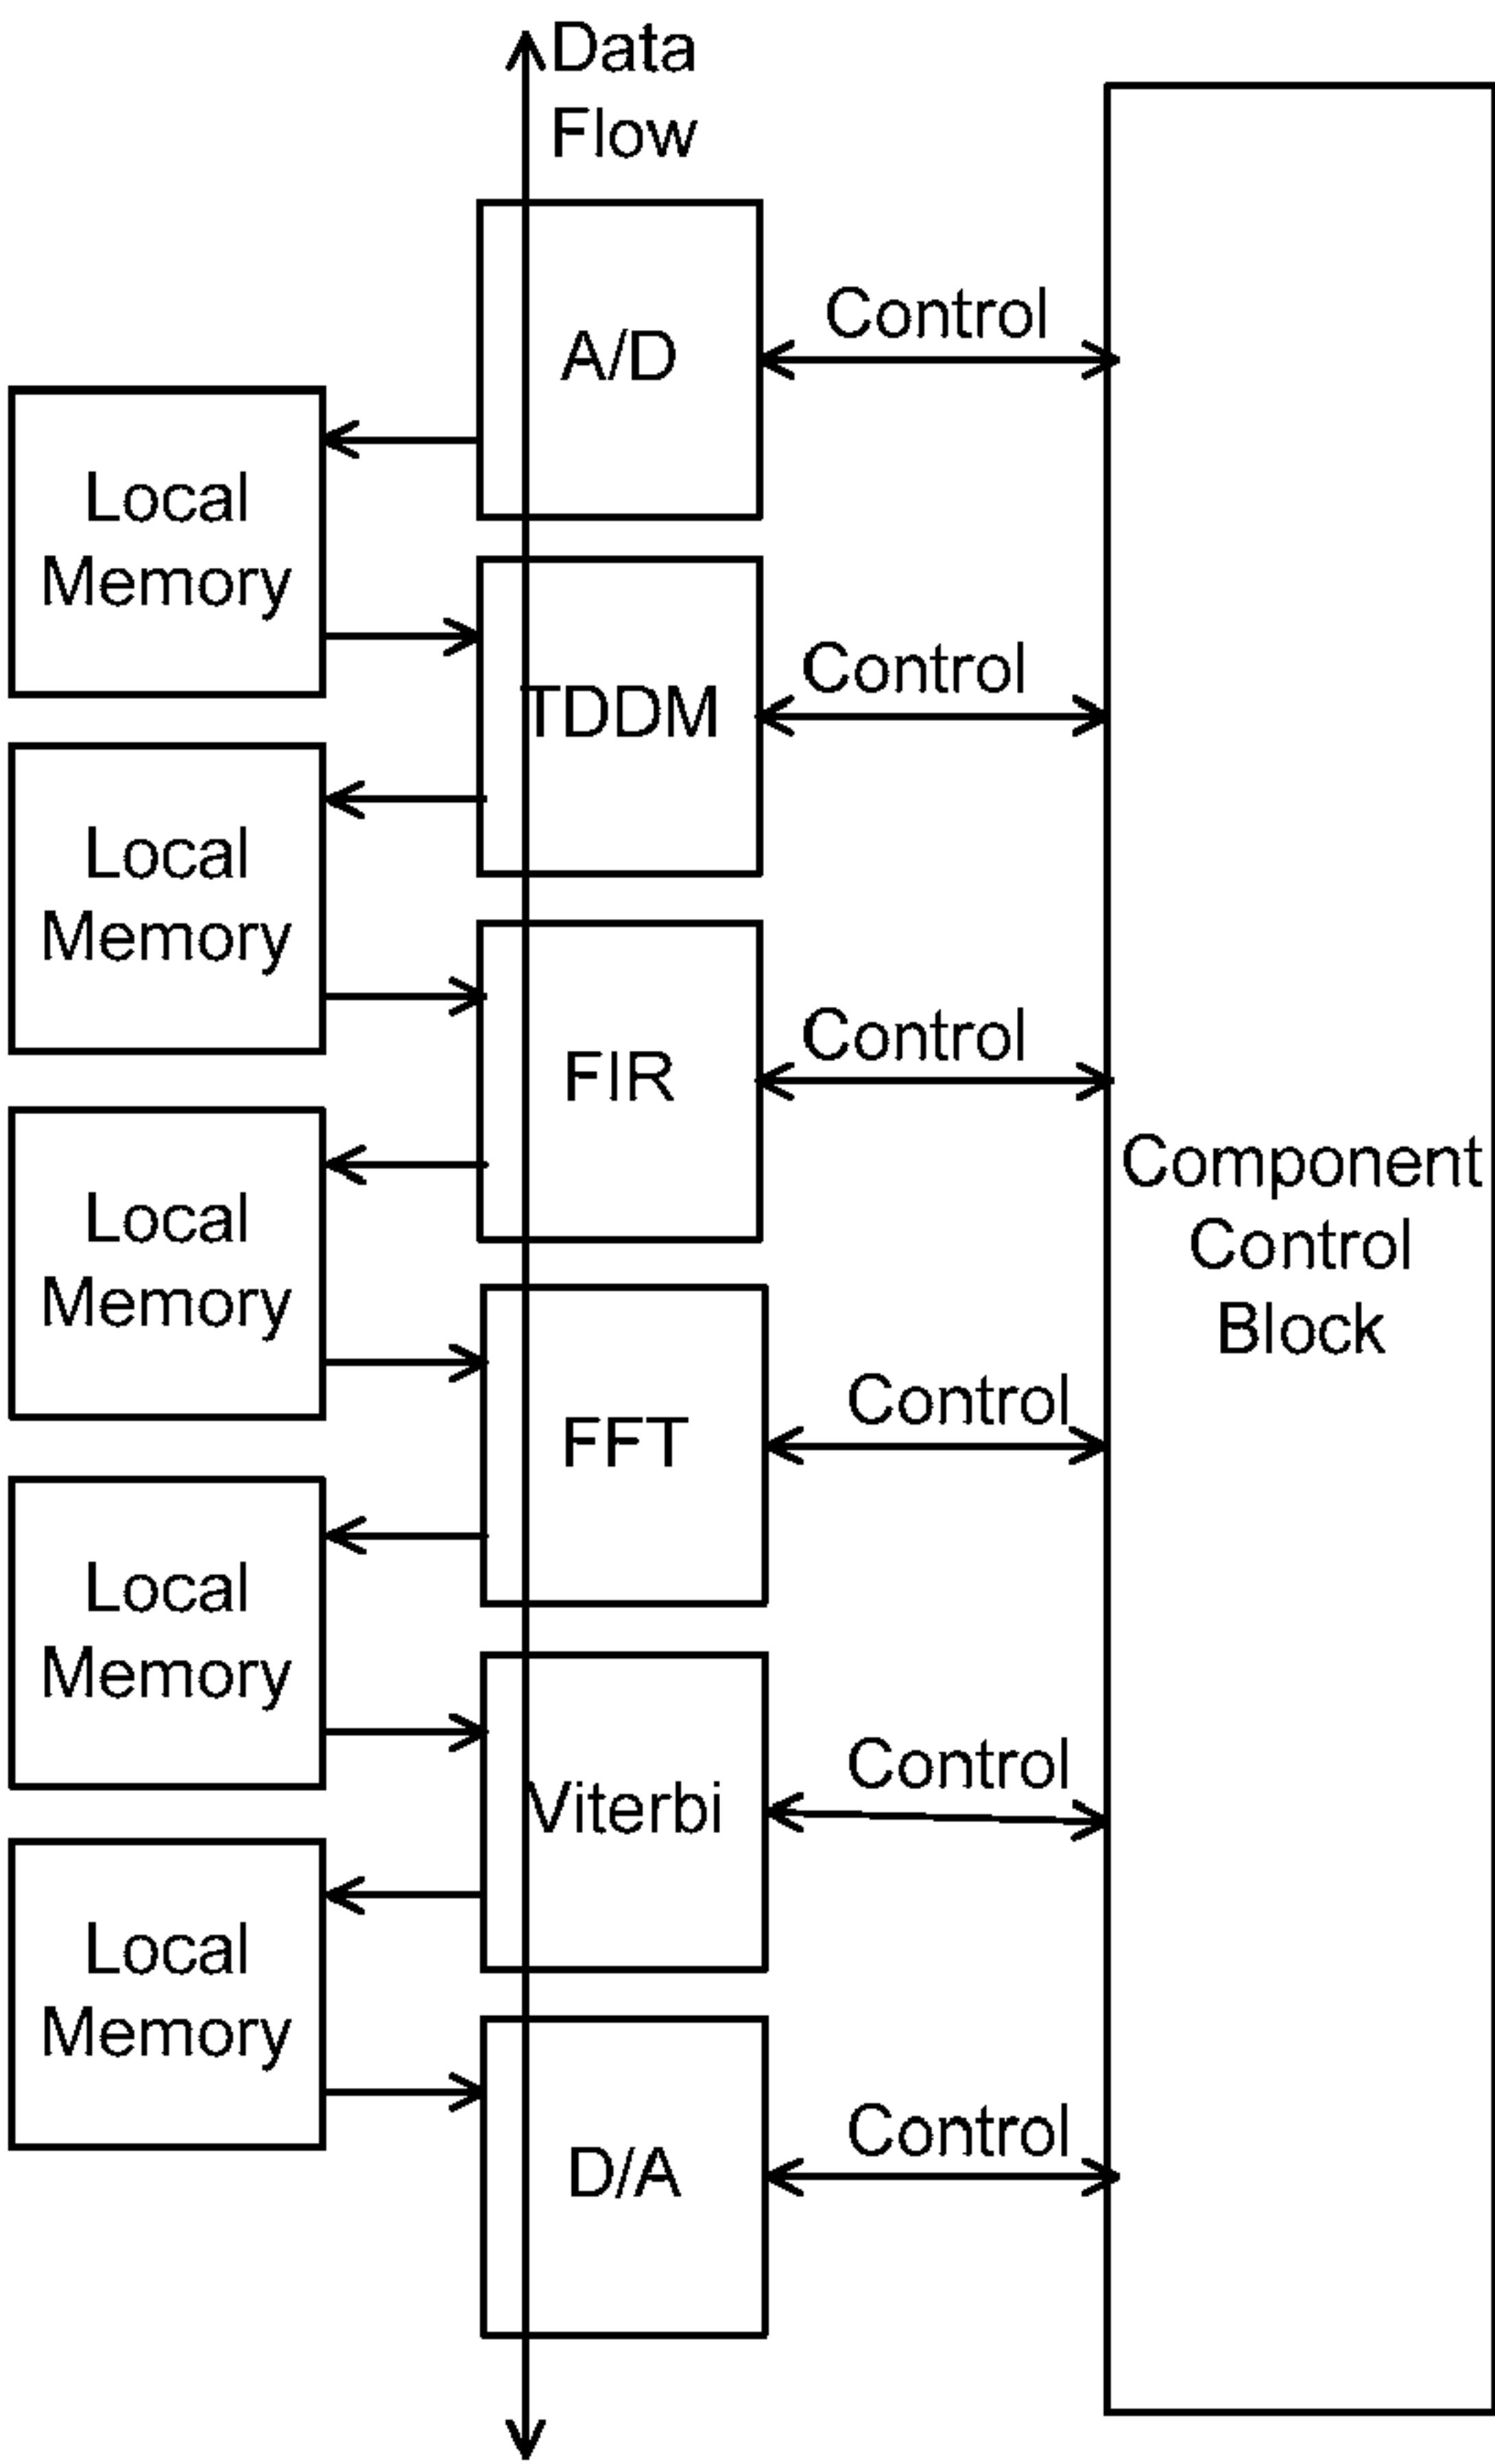 Data
Flow
A/D
Control
Local
Memory
TDDM
Control
Local
Memory
FIR
Control
Component
Control
Block
Local
Memory
FFT
Control
Local
Memory
Viterbi
Control
Local
Memory
D/A
Control